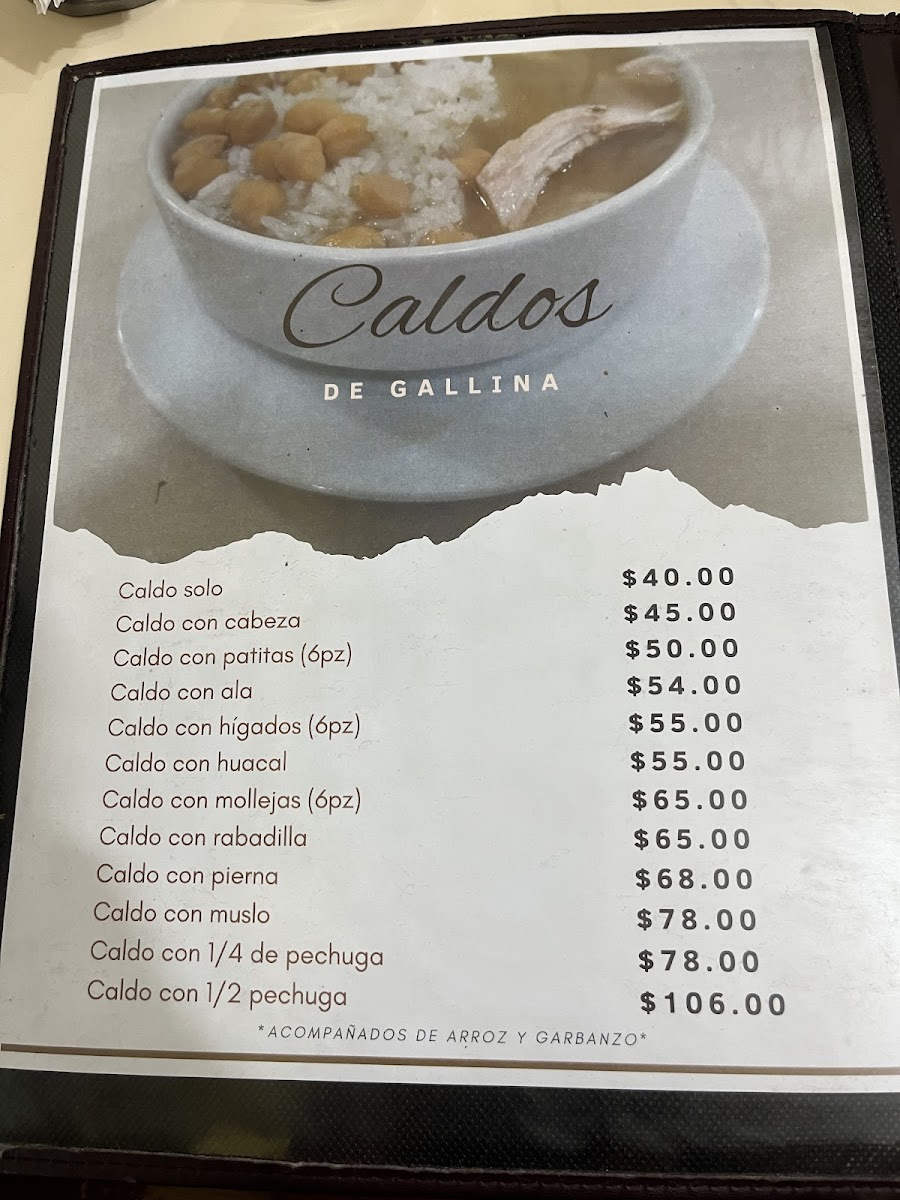 Caldos
DE GALLINA
Caldo solo $40.00
Caldo con cabeza $45.00
Caldo con patitas (6pz) $50.00
Caldo con ala $54.00
Caldo con hígados (6pz) $55.00
Caldo con huacal $55.00
Caldo con mollejas (6pz) $65.00
Caldo con rabadilla $65.00
Caldo con pierna $68.00
Caldo con muslo $78.00
Caldo con 1/4 de pechuga $78.00
Caldo con 1/2 pechuga $106.00
*ACOMPAÑADOS DE ARROZ Y GARBANZO*